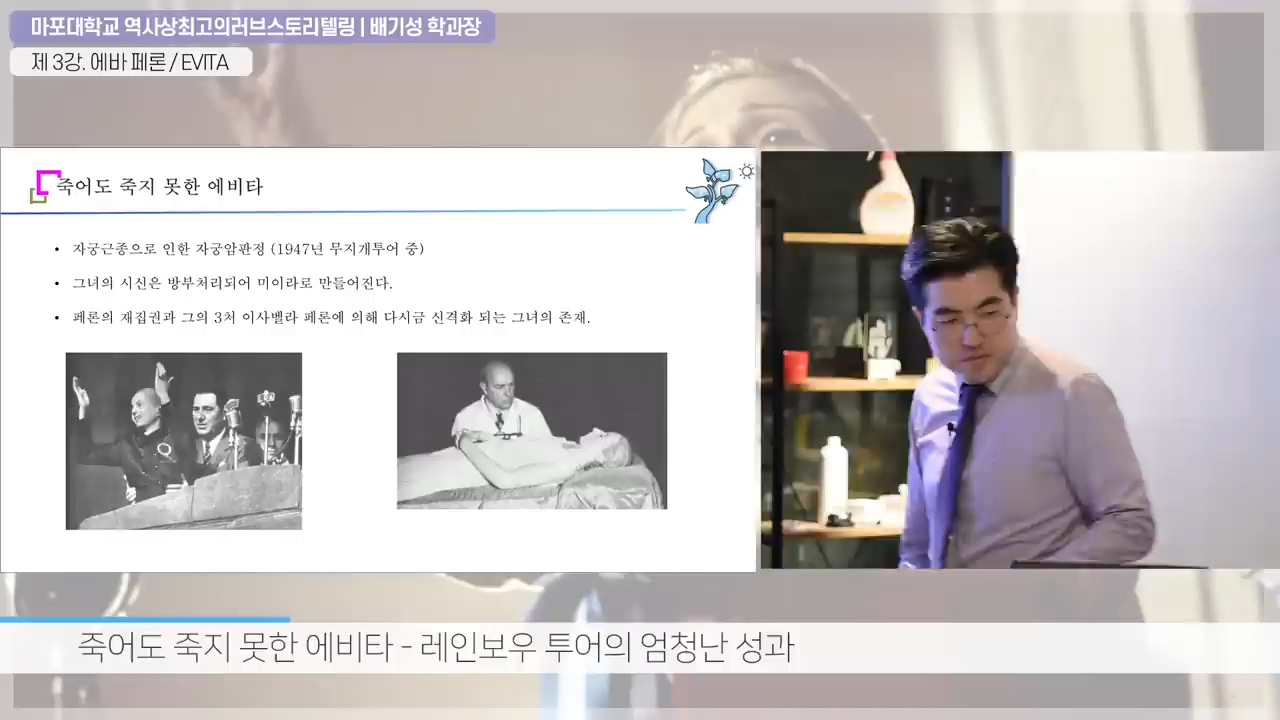 마포대학교 역사상최고의러브스토리텔링 | 배기성 학과장
제 3강. 에바 페론 / EVITA
죽어도 죽지 못한 에비타
• 자궁근종으로 인한 자궁암판정 (1947년 무지개투어 중)
• 그녀의 시신은 방부처리되어 미이라로 만들어진다.
• 페론의 재집권과 그의 3처 이사벨라 페론에 의해 다시금 신격화 되는 그녀의 존재.
죽어도 죽지 못한 에비타 - 레인보우 투어의 엄청난 성과